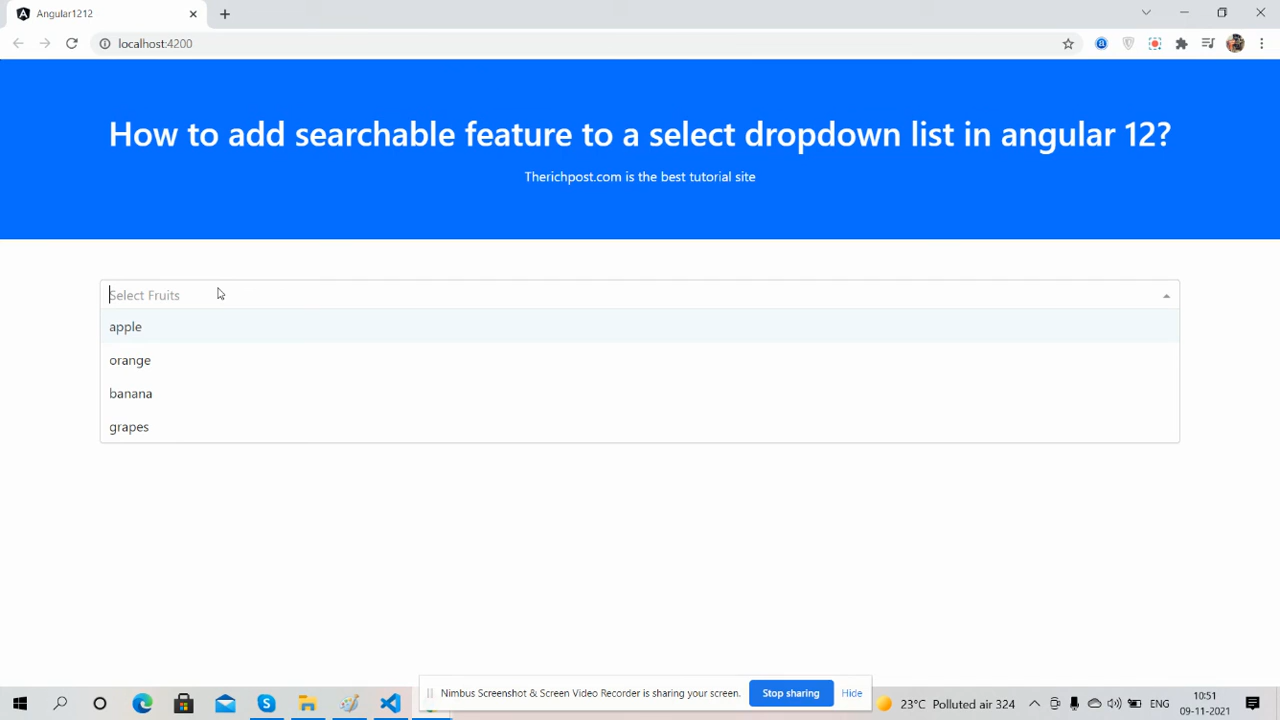 Angular1212
localhost:4200
How to add searchable feature to a select dropdown list in angular 12?
Therichpost.com is the best tutorial site
Select Fruits
apple
orange
banana
grapes
Nimbus Screenshot & Screen Video Recorder is sharing your screen.
Stop sharing
Hide
23°C Polluted air 324
ENG
10:51
09-11-2021